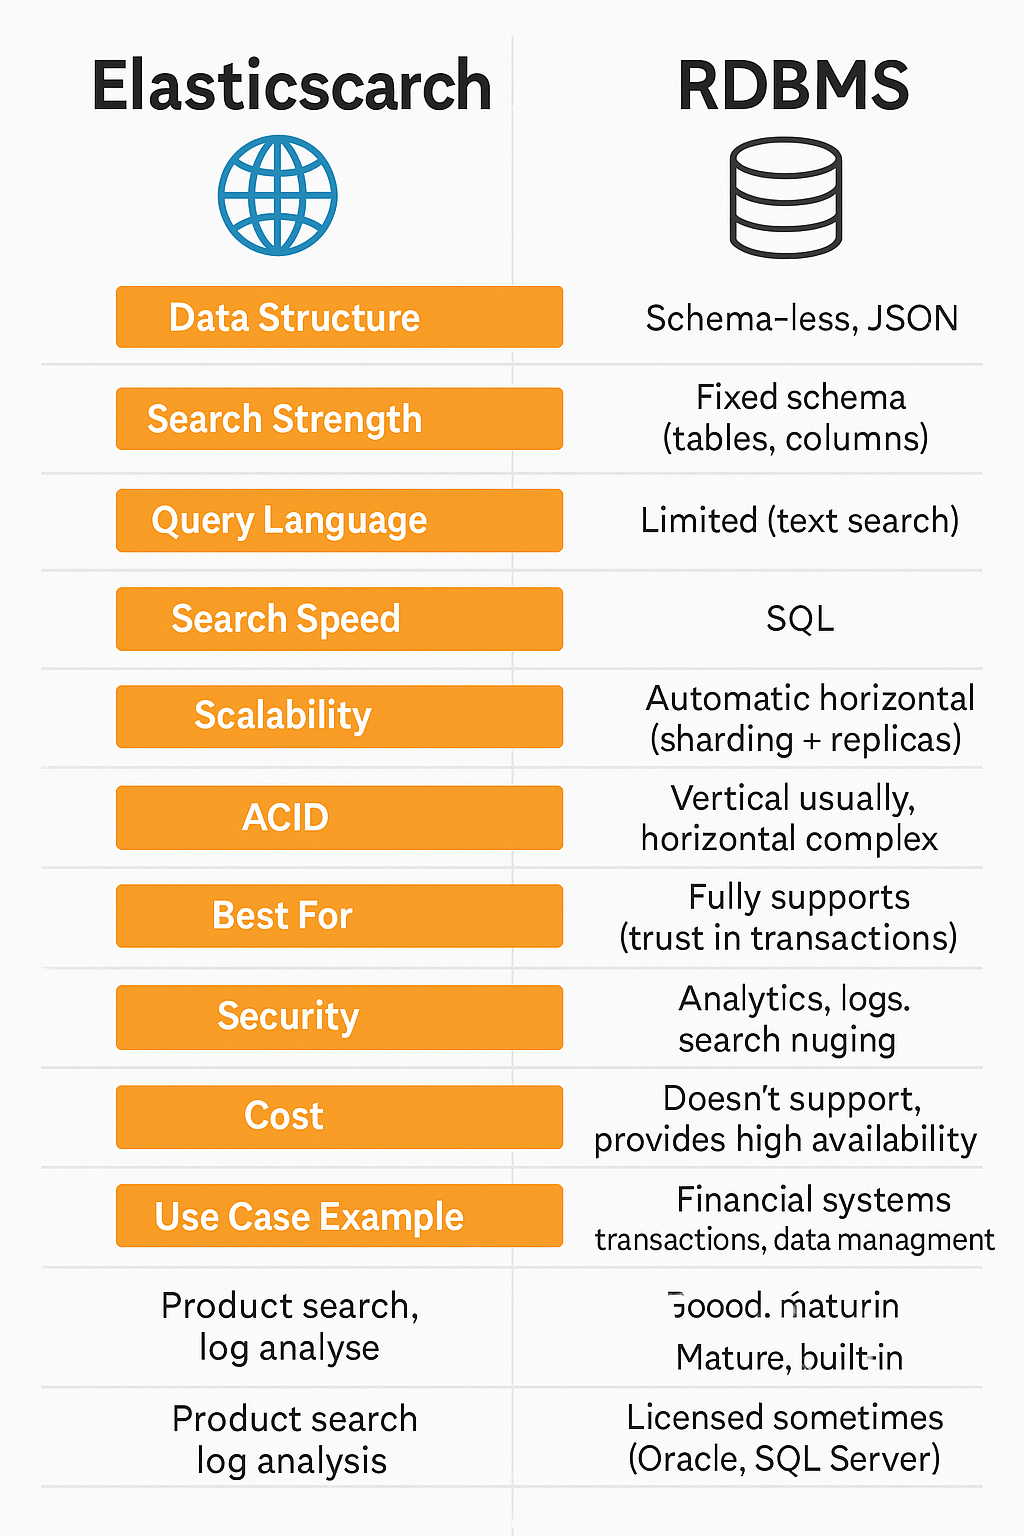 Elasticscarch
RDBMS
Data Structure
Schema-less, JSON
Search Strength
Fixed schema
(tables, columns)
Query Language
Limited (text search)
Search Speed
SQL
Scalability
Automatic horizontal
(sharding + replicas)
ACID
Vertical usually,
horizontal complex
Best For
Fully supports
(trust in transactions)
Security
Analytics, logs.
search nuging
Cost
Doesn't support,
provides high availability
Use Case Example
Financial systems
transactions, data managment
Product search,
log analyse
maturin
Mature, built-in
Product search
log analysis
Licensed sometimes
(Oracle, SQL Server)